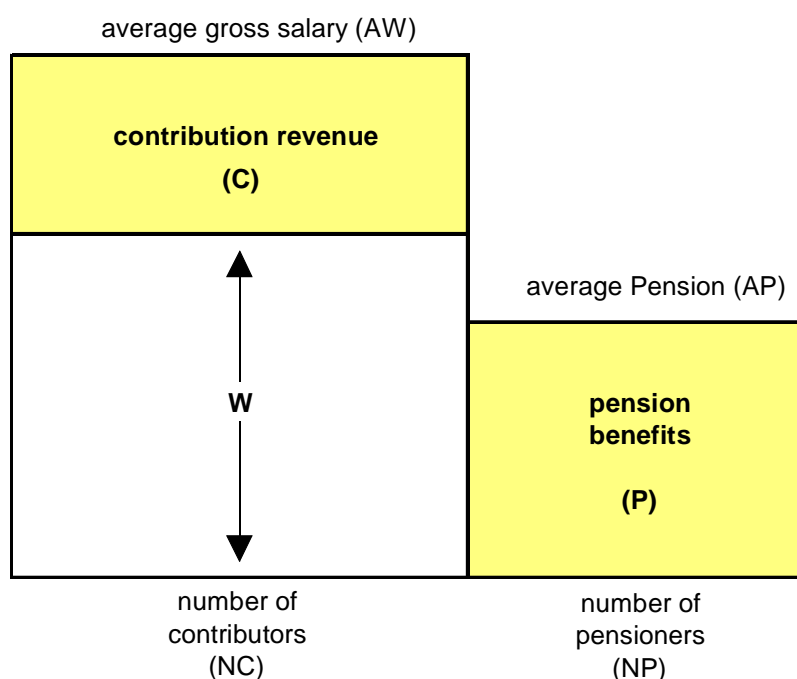 average gross salary (AW)
contribution revenue
(C)
average Pension (AP)
W
pension
benefits
(P)
number of
contributors
(NC)
number of
pensioners
(NP)